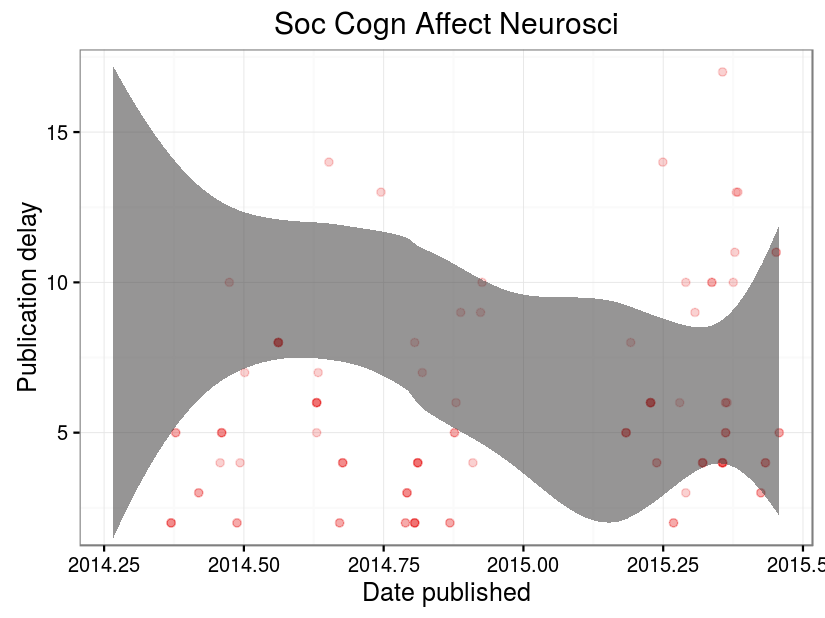 Soc Cogn Affect Neurosci
Publication delay
15
10
5
2014.25 2014.50 2014.75 2015.00 2015.25 2015.5
Date published